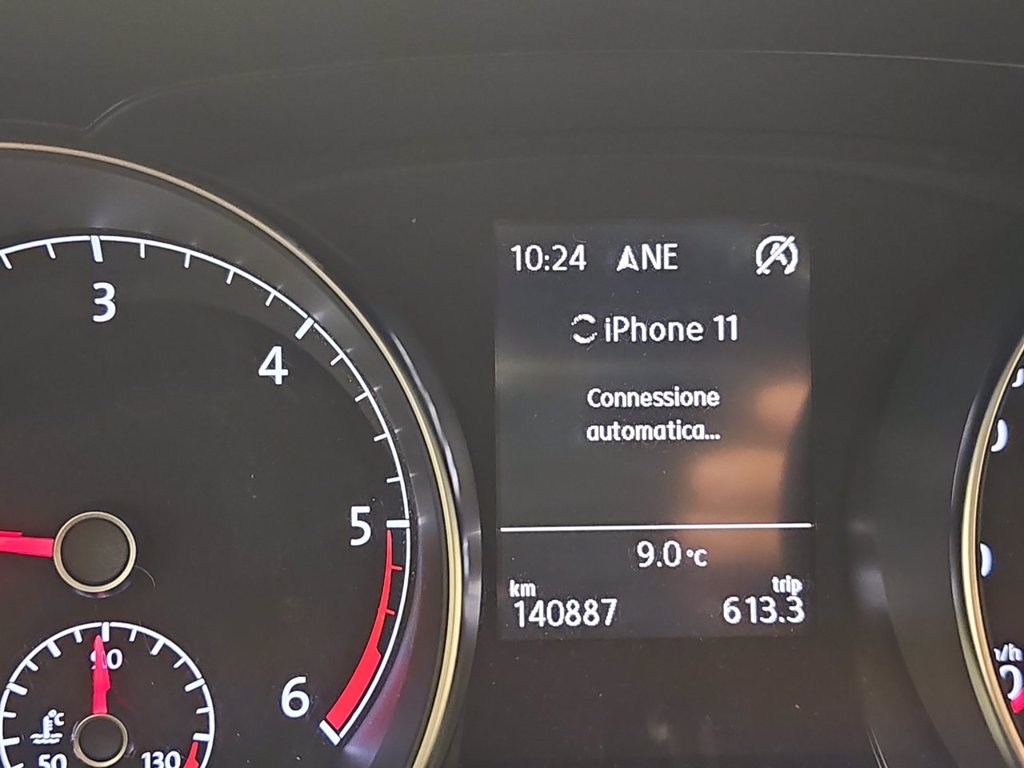 10:24 NE
iPhone 11
Connessione
automatica...
9.0 °C
km trip
140887 613.3
3
4
5
6
90
°C
50 130